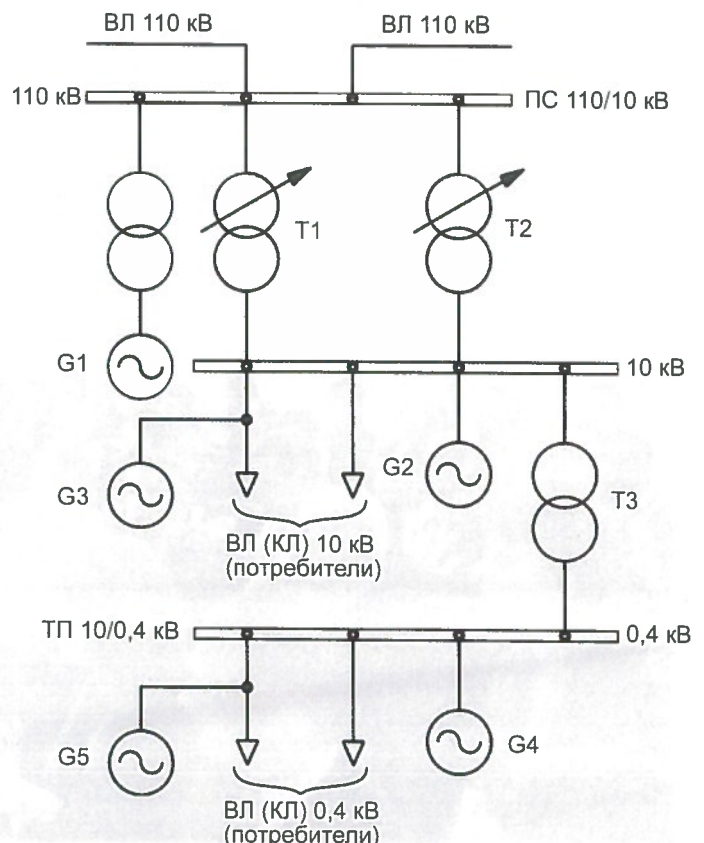 ВЛ 110 кВ
ВЛ 110 кВ
110 кВ
ПС 110/10 кВ
T1
T2
G1
10 кВ
G3
G2
T3
ВЛ (КЛ) 10 кВ
(потребители)
ТП 10/0,4 кВ
0,4 кВ
G5
G4
ВЛ (КЛ) 0,4 кВ
(потребители)